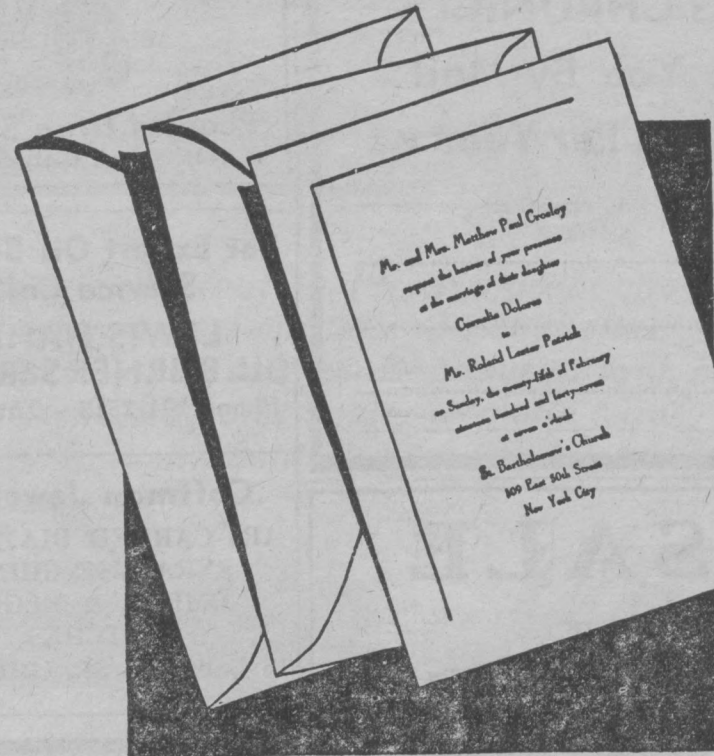 Mr. and Mrs. Matthew Paul Crosley
request the honour of your presence
at the marriage of their daughter
Cornelia Dolores
to
Mr. Roland Lester Patrick
on Sunday, the twenty-fifth of February
nineteen hundred and forty-seven
at seven o'clock
St. Bartholomew's Church
109 East 50th Street
New York City
SALE